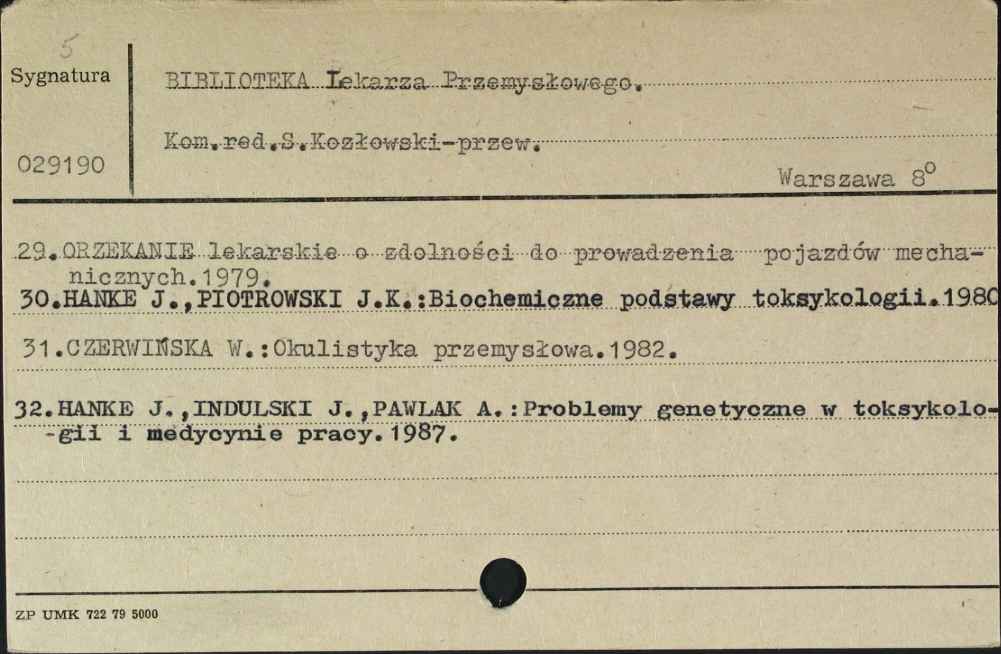 5
Sygnatura
BIBLIOTEKA Lekarza Przemysłowego.
Kom.red.S.Kozłowski-przew.
029190
Warszawa 8º
29.ORZEKANIE lekarskie o zdolności do prowadzenia pojazdów mecha-
nicznych.1979.
30.HANKE J.,PIOTROWSKI J.K.:Biochemiczne podstawy toksykologii.1980
31.CZERWIŃSKA W.:Okulistyka przemysłowa.1982.
32.HANKE J.,INDULSKI J.,PAWLAK A.:Problemy genetyczne w toksykolo-
-gii i medycynie pracy.1987.
ZP UMK 722 79 5000